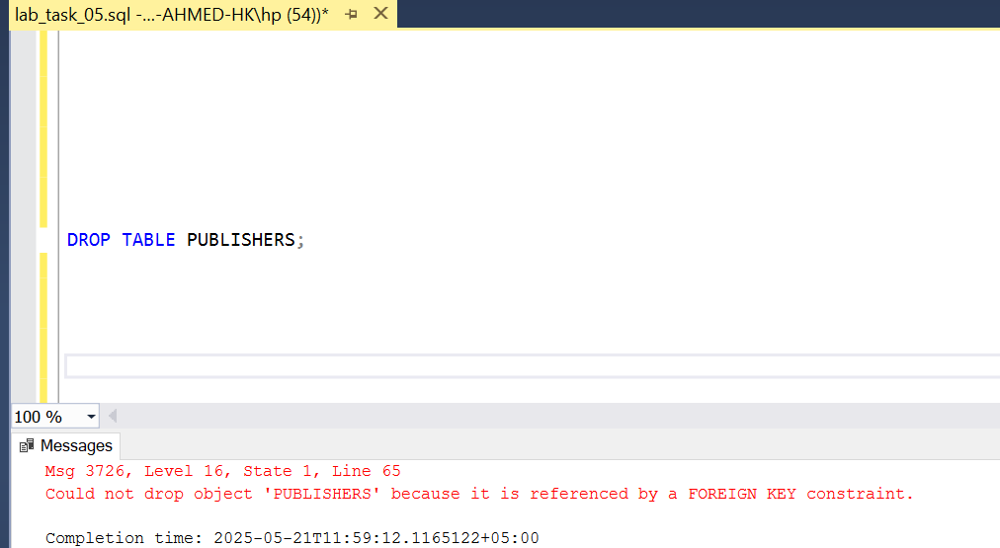 lab_task_05.sql -...-AHMED-HK\hp (54))*
DROP TABLE PUBLISHERS;
100 %
Messages
Msg 3726, Level 16, State 1, Line 65
Could not drop object 'PUBLISHERS' because it is referenced by a FOREIGN KEY constraint.
Completion time: 2025-05-21T11:59:12.1165122+05:00